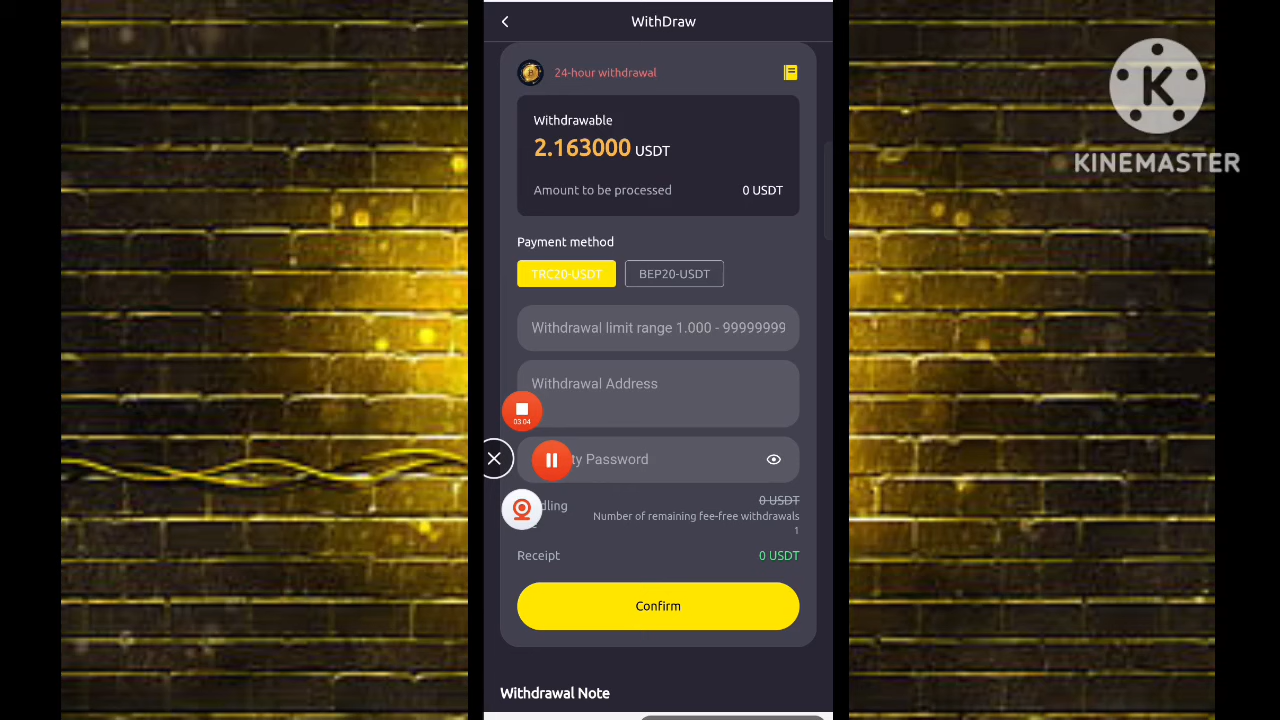 WithDraw
KINEMASTER
24-hour withdrawal
Withdrawable
2.163000 USDT
Amount to be processed 0 USDT
Payment method
TRC20-USDT BEP20-USDT
Withdrawal limit range 1.000 - 99999999
Withdrawal Address
03:04
Password
0 USDT
Number of remaining fee-free withdrawals
1
Receipt 0 USDT
Confirm
Withdrawal Note